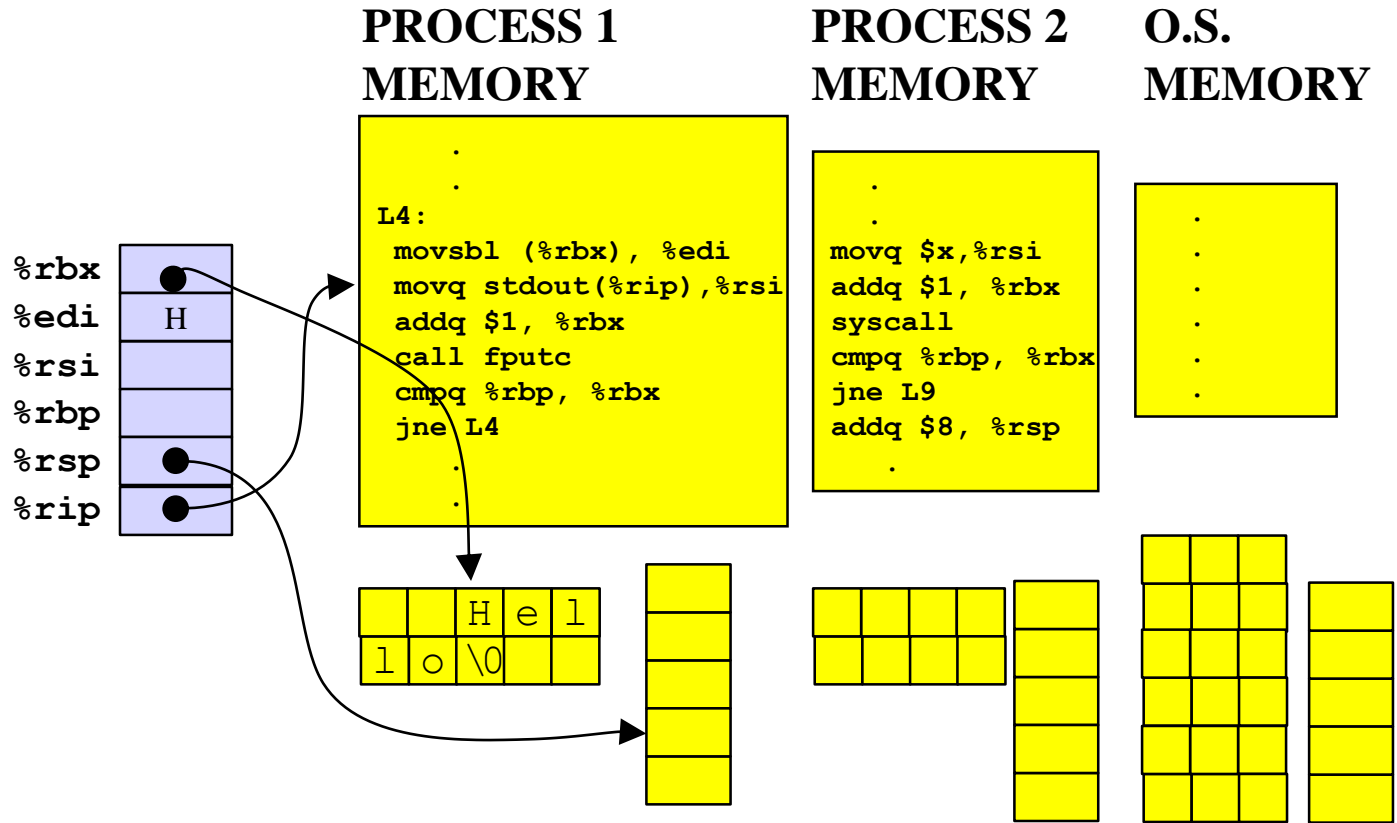 PROCESS 1
MEMORY
PROCESS 2
MEMORY
O.S.
MEMORY
%rbx
%edi
%rsi
%rbp
%rsp
%rip
H
.
.
L4:
movsbl (%rbx), %edi
movq stdout(%rip),%rsi
addq $1, %rbx
call fputc
cmpq %rbp, %rbx
jne L4
.
.
H e l
l o \0
.
.
movq $x,%rsi
addq $1, %rbx
syscall
cmpq %rbp, %rbx
jne L9
addq $8, %rsp
.
.
.
.
.
.
.